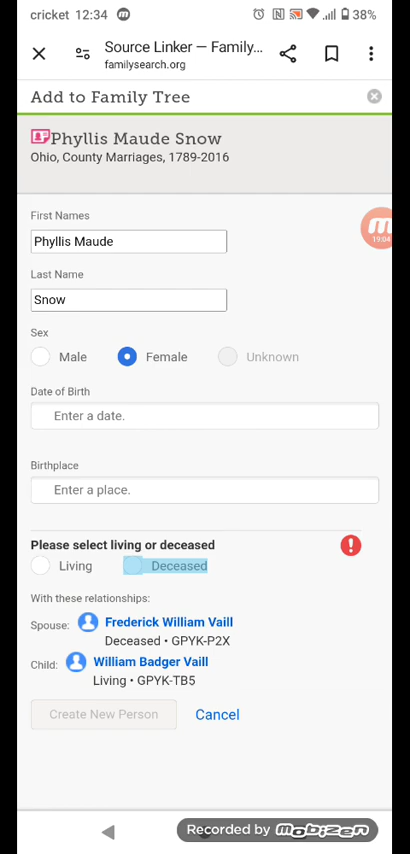 cricket 12:34 38%
Source Linker — Family...
familysearch.org
Add to Family Tree
Phyllis Maude Snow
Ohio, County Marriages, 1789-2016
First Names
Phyllis Maude
19:04
Last Name
Snow
Sex
Male Female Unknown
Date of Birth
Enter a date.
Birthplace
Enter a place.
Please select living or deceased
Living Deceased
With these relationships:
Spouse: Frederick William Vaill
Deceased • GPYK-P2X
Child: William Badger Vaill
Living • GPYK-TB5
Create New Person Cancel
Recorded by mobizen